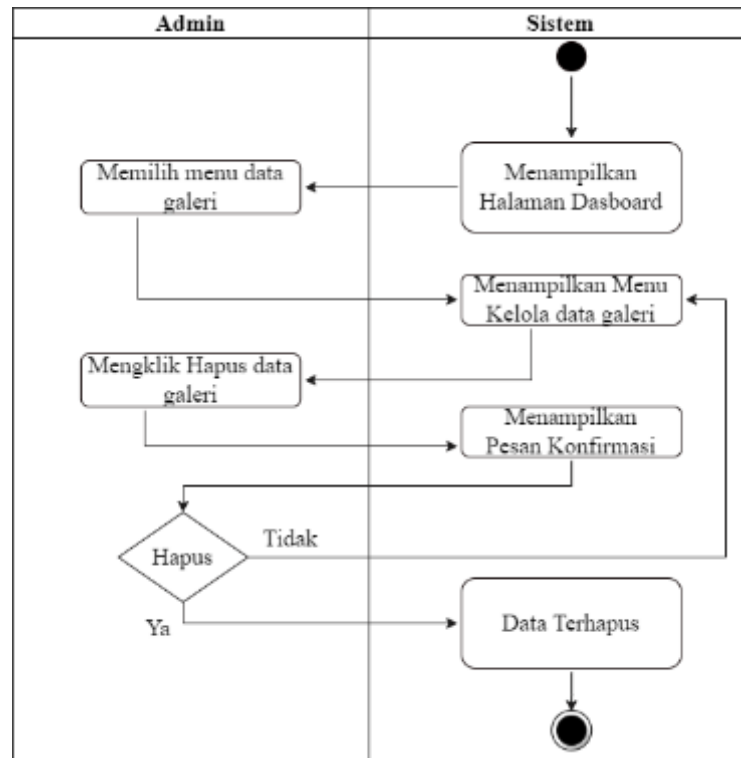 Admin
Sistem
Menampilkan
Halaman Dasboard
Memilih menu data
galeri
Menampilkan Menu
Kelola data galeri
Mengklik Hapus data
galeri
Menampilkan
Pesan Konfirmasi
Hapus
Tidak
Ya
Data Terhapus